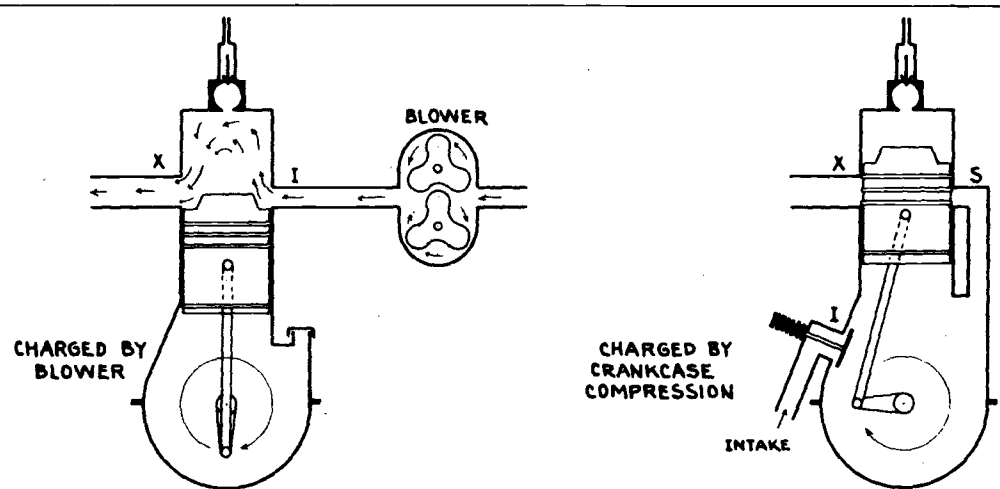 BLOWER
X
I
CHARGED BY
BLOWER
X
S
I
CHARGED BY
CRANKCASE
COMPRESSION
INTAKE